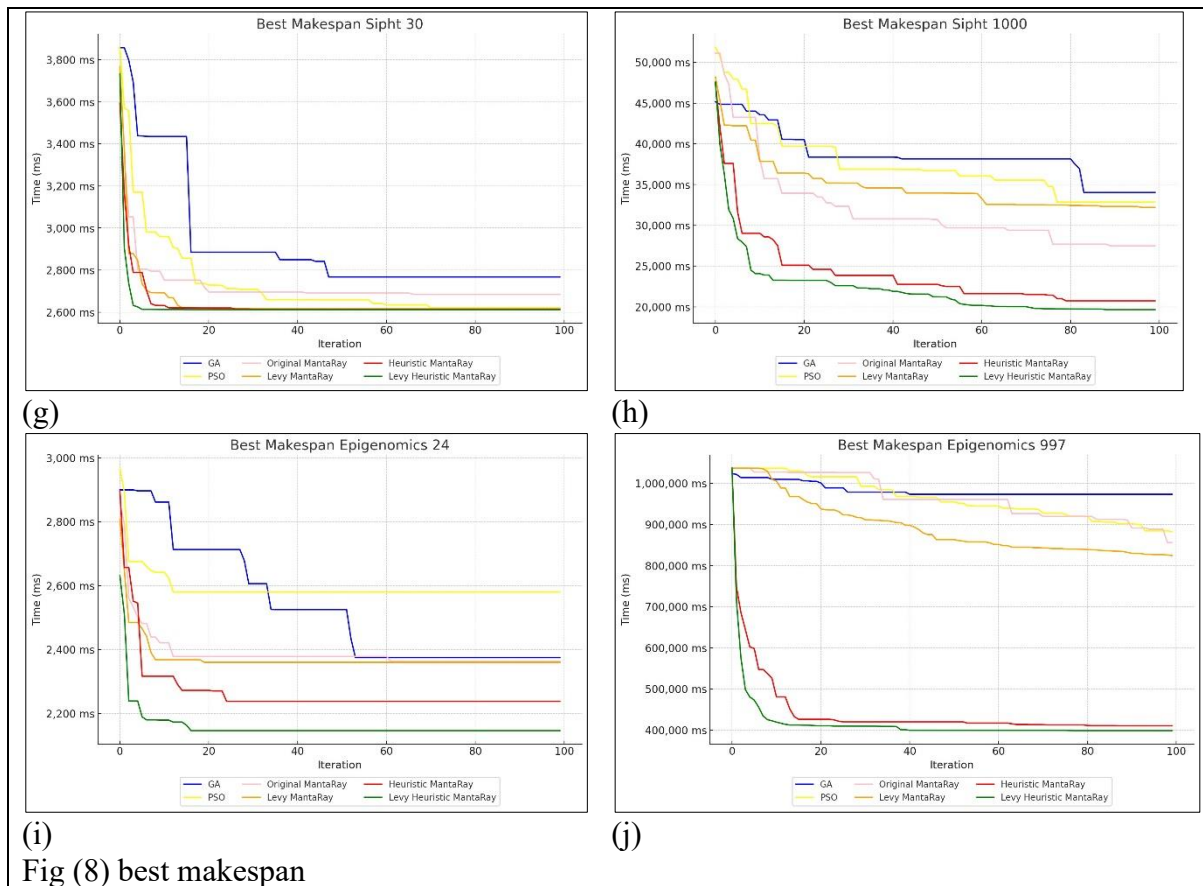 Best Makespan Sipht 30
3,800 ms
3,600 ms
3,400 ms
3,200 ms
3,000 ms
2,800 ms
2,600 ms
Time (ms)
0 20 40 60 80 100
Iteration
GA Original MantaRay Heuristic MantaRay
PSO Levy MantaRay Levy Heuristic MantaRay
(g)
Best Makespan Sipht 1000
50,000 ms
45,000 ms
40,000 ms
35,000 ms
30,000 ms
25,000 ms
20,000 ms
Time (ms)
0 20 40 60 80 100
Iteration
GA Original MantaRay Heuristic MantaRay
PSO Levy MantaRay Levy Heuristic MantaRay
(h)
Best Makespan Epigenomics 24
3,000 ms
2,800 ms
2,600 ms
2,400 ms
2,200 ms
Time (ms)
0 20 40 60 80 100
Iteration
GA Original MantaRay Heuristic MantaRay
PSO Levy MantaRay Levy Heuristic MantaRay
(i)
Best Makespan Epigenomics 997
1,000,000 ms
900,000 ms
800,000 ms
700,000 ms
600,000 ms
500,000 ms
400,000 ms
Time (ms)
0 20 40 60 80 100
Iteration
GA Original MantaRay Heuristic MantaRay
PSO Levy MantaRay Levy Heuristic MantaRay
(j)
Fig (8) best makespan